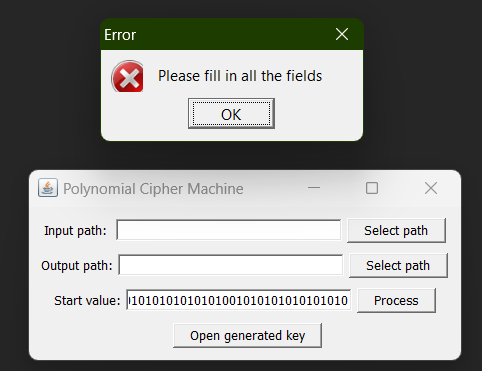 Error
Please fill in all the fields
OK
Polynomial Cipher Machine
Input path:
Select path
Output path:
Select path
Start value:
01010101010101001010101010101010
Process
Open generated key